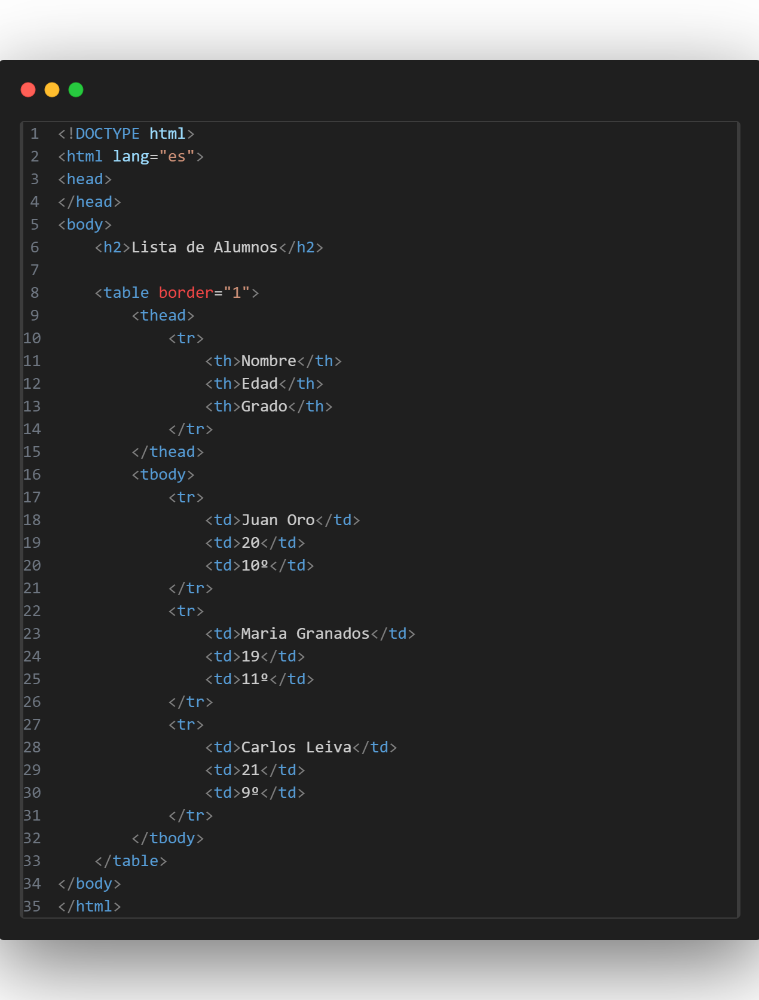 1 <!DOCTYPE html>
2 <html lang="es">
3 <head>
4 </head>
5 <body>
6     <h2>Lista de Alumnos</h2>
7
8     <table border="1">
9         <thead>
10             <tr>
11                 <th>Nombre</th>
12                 <th>Edad</th>
13                 <th>Grado</th>
14             </tr>
15         </thead>
16         <tbody>
17             <tr>
18                 <td>Juan Oro</td>
19                 <td>20</td>
20                 <td>10º</td>
21             </tr>
22             <tr>
23                 <td>Maria Granados</td>
24                 <td>19</td>
25                 <td>11º</td>
26             </tr>
27             <tr>
28                 <td>Carlos Leiva</td>
29                 <td>21</td>
30                 <td>9º</td>
31             </tr>
32         </tbody>
33     </table>
34 </body>
35 </html>